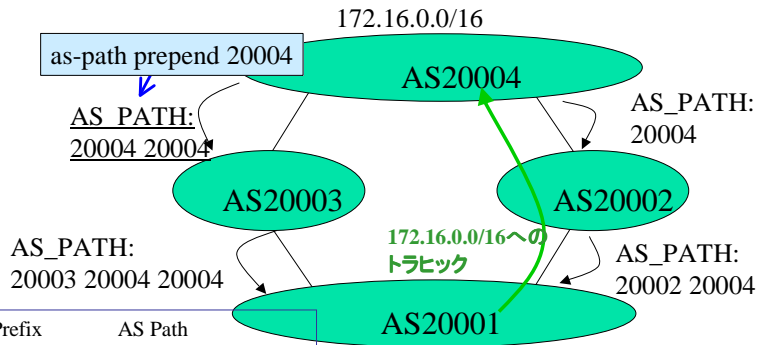 172.16.0.0/16
as-path prepend 20004
AS20004
AS_PATH:
20004 20004
AS_PATH:
20004
AS20003
AS20002
172.16.0.0/16への
トラヒック
AS_PATH:
20003 20004 20004
AS_PATH:
20002 20004
AS20001
Prefix AS Path